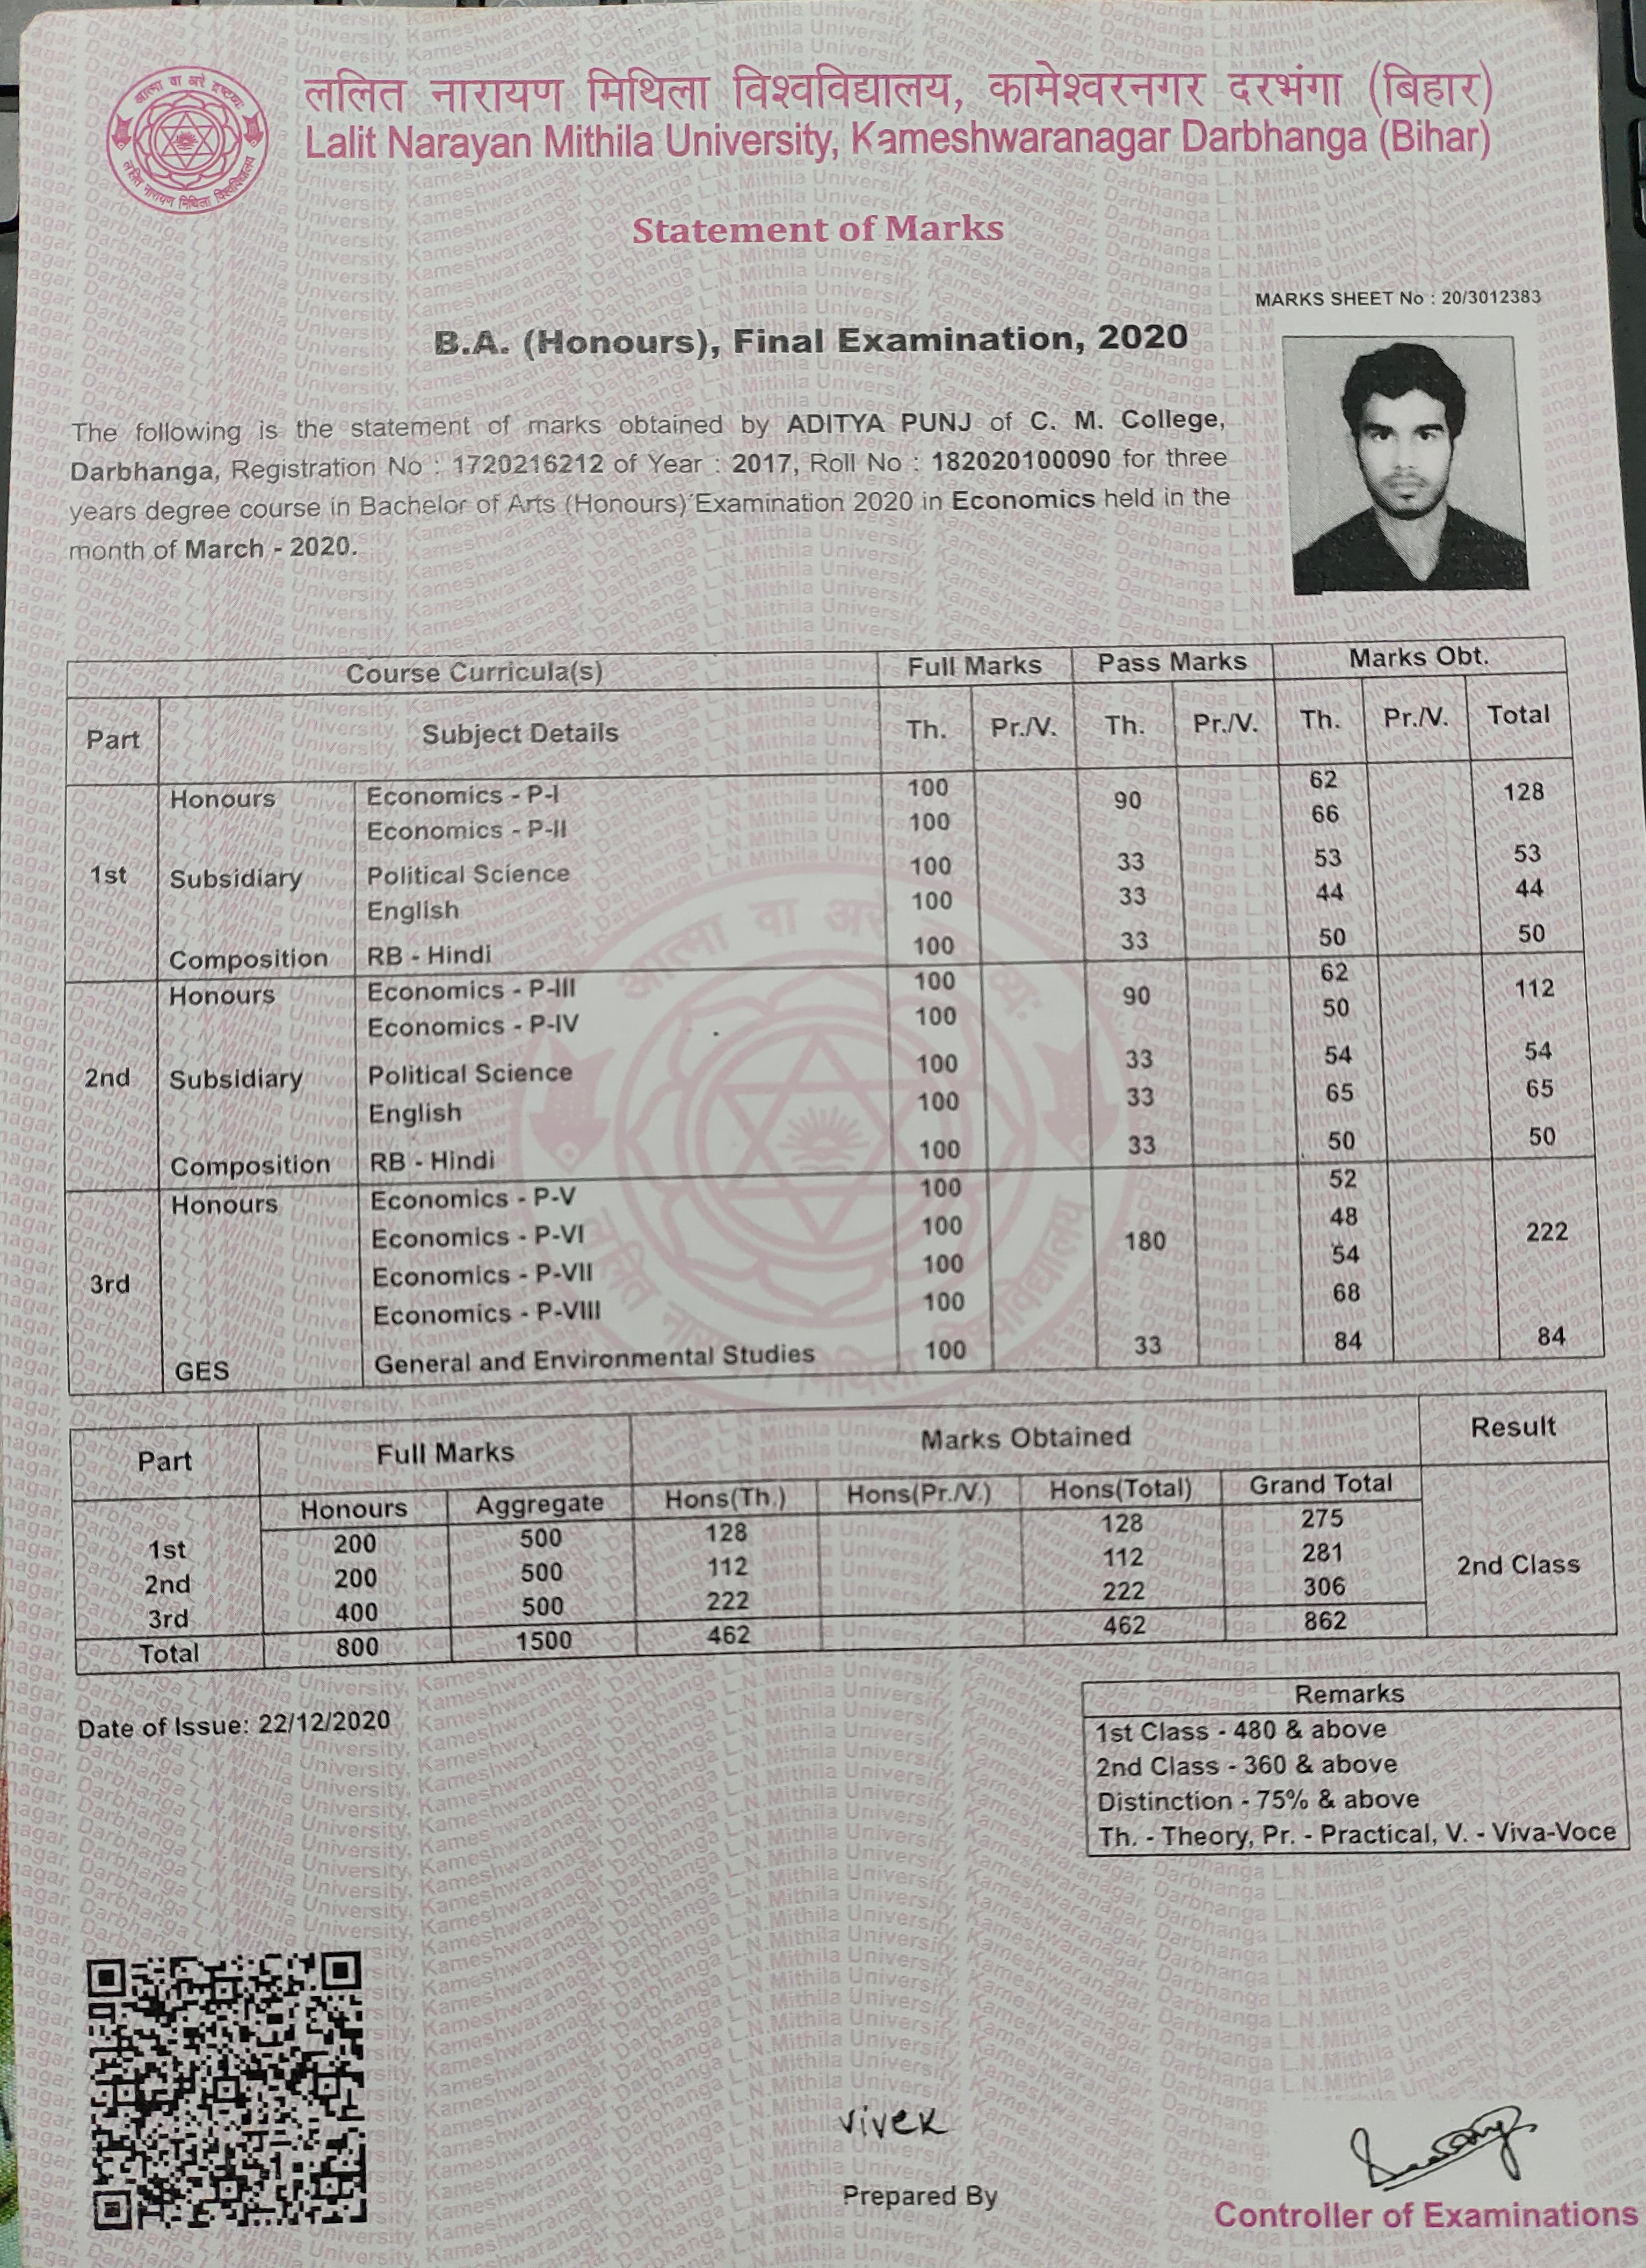 आत्मा वा अरे द्रष्टव्यः
ललित नारायण मिथिला विश्वविद्यालय
ललित नारायण मिथिला विश्वविद्यालय, कामेश्वरनगर दरभंगा (बिहार)
Lalit Narayan Mithila University, Kameshwaranagar Darbhanga (Bihar)
Statement of Marks
MARKS SHEET No : 20/3012383
B.A. (Honours), Final Examination, 2020
The following is the statement of marks obtained by ADITYA PUNJ of C. M. College,
Darbhanga, Registration No : 1720216212 of Year : 2017, Roll No : 182020100090 for three
years degree course in Bachelor of Arts (Honours) Examination 2020 in Economics held in the
month of March - 2020.
Course Curricula(s) Full Marks Pass Marks Marks Obt.
Part Subject Details Th. Pr./V. Th. Pr./V. Th. Pr./V. Total
Honours Economics - P-I 100 90 62 128
Economics - P-II 100 66
1st Subsidiary Political Science 100 33 53 53
English 100 33 44 44
Composition RB - Hindi 100 33 50 50
Honours Economics - P-III 100 90 62 112
Economics - P-IV 100 50
2nd Subsidiary Political Science 100 33 54 54
English 100 33 65 65
Composition RB - Hindi 100 33 50 50
Honours Economics - P-V 100 52
Economics - P-VI 100 180 48 222
3rd Economics - P-VII 100 54
Economics - P-VIII 100 68
GES General and Environmental Studies 100 33 84 84
Part Full Marks Marks Obtained Result
Honours Aggregate Hons(Th.) Hons(Pr./V.) Hons(Total) Grand Total
1st 200 500 128 128 275
2nd 200 500 112 112 281 2nd Class
3rd 400 500 222 222 306
Total 800 1500 462 462 862
Date of Issue: 22/12/2020
Remarks
1st Class - 480 & above
2nd Class - 360 & above
Distinction - 75% & above
Th. - Theory, Pr. - Practical, V. - Viva-Voce
vivek
Prepared By
Controller of Examinations